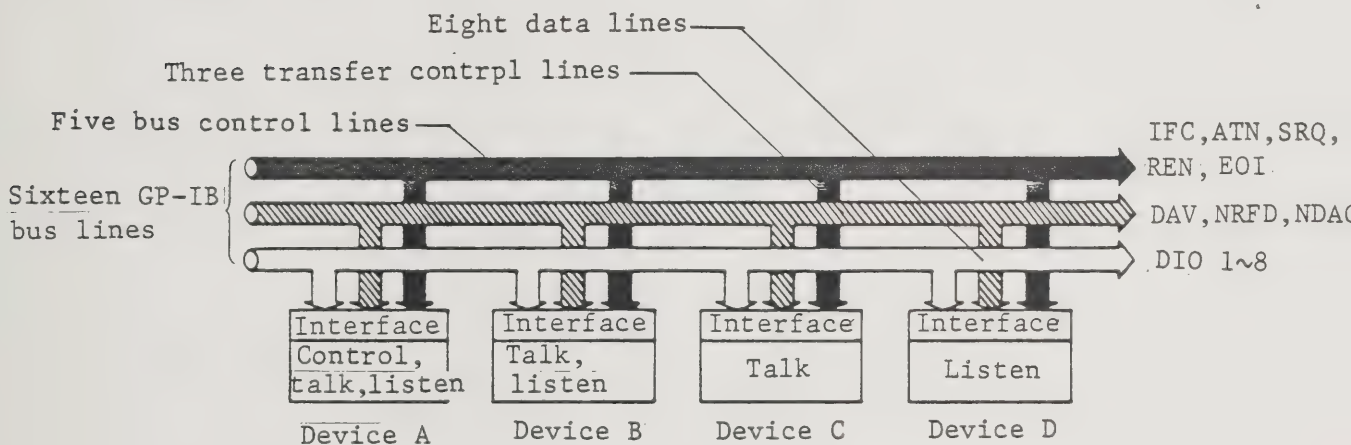 Eight data lines
Three transfer contrpl lines
Five bus control lines
IFC,ATN,SRQ,
REN, EOI
Sixteen GP-IB
bus lines
DAV,NRFD,NDAC
DIO 1~8
Interface Interface Interface Interface
Control, Talk, Talk Listen
talk,listen listen
Device A Device B Device C Device D